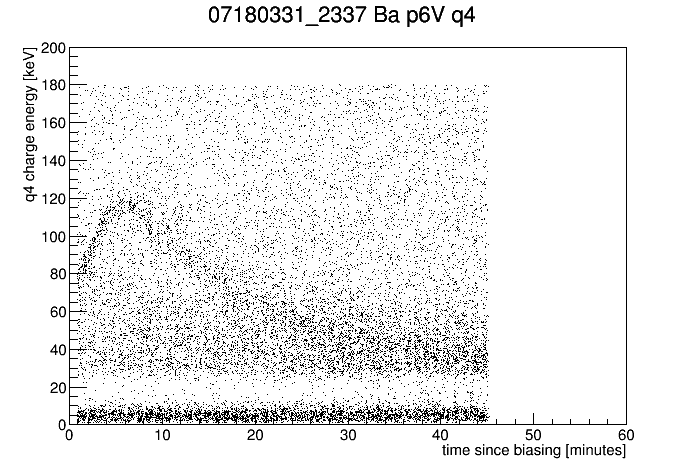 07180331_2337 Ba p6V q4
q4 charge energy [keV]
200
180
160
140
120
100
80
60
40
20
0
0 10 20 30 40 50 60
time since biasing [minutes]